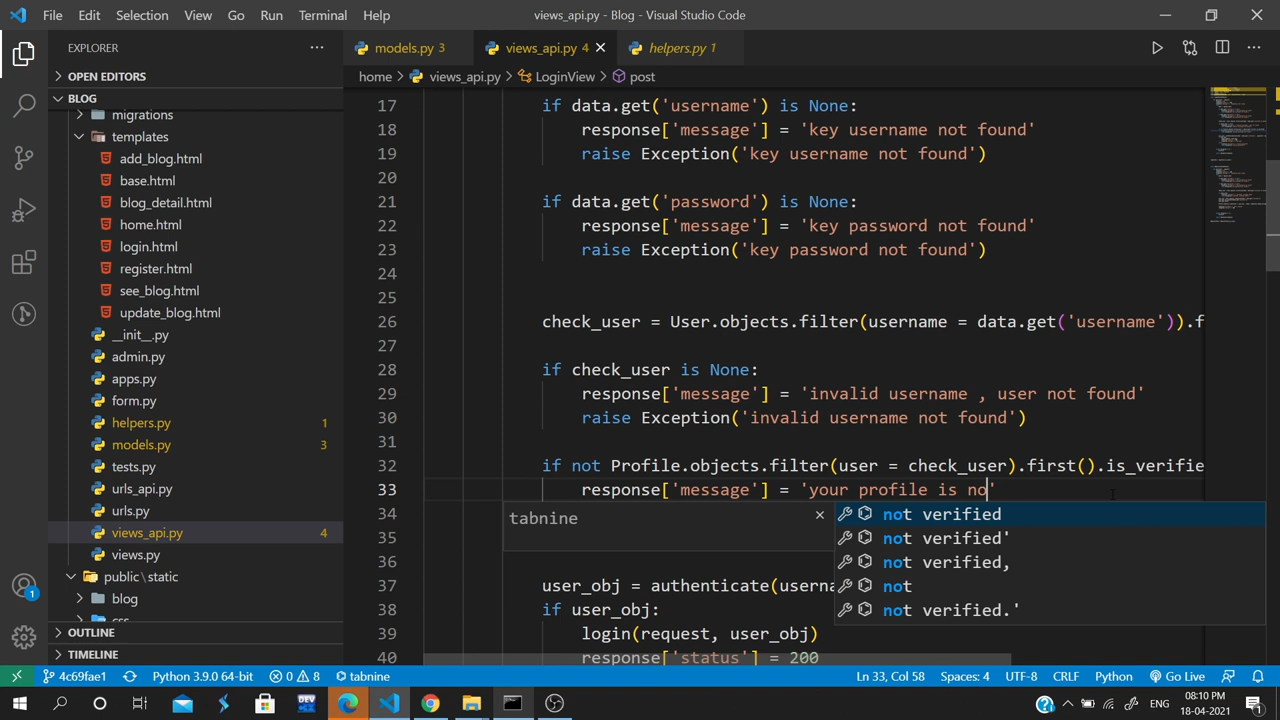 File Edit Selection View Go Run Terminal Help views_api.py - Blog - Visual Studio Code
EXPLORER
OPEN EDITORS
BLOG
migrations
templates
add_blog.html
base.html
blog_detail.html
home.html
login.html
register.html
see_blog.html
update_blog.html
__init__.py
admin.py
apps.py
form.py
helpers.py 1
models.py 3
tests.py
urls_api.py
urls.py
views_api.py 4
views.py
public\static
blog
OUTLINE
TIMELINE
models.py 3 views_api.py 4 helpers.py 1
home > views_api.py > LoginView > post
17 if data.get('username') is None:
18 response['message'] = 'key username not found'
19 raise Exception('key username not found')
20
21 if data.get('password') is None:
22 response['message'] = 'key password not found'
23 raise Exception('key password not found')
24
25
26 check_user = User.objects.filter(username = data.get('username')).f
27
28 if check_user is None:
29 response['message'] = 'invalid username , user not found'
30 raise Exception('invalid username not found')
31
32 if not Profile.objects.filter(user = check_user).first().is_verifie
33 response['message'] = 'your profile is no'
34
35
36
37 user_obj = authenticate(userna
38 if user_obj:
39 login(request, user_obj)
40 response['status'] = 200
tabnine
not verified
not verified'
not verified,
not
not verified.'
4c69fae1 Python 3.9.0 64-bit 0 8 tabnine Ln 33, Col 58 Spaces: 4 UTF-8 CRLF Python Go Live
1
ENG
08:10 PM
18-04-2021
1